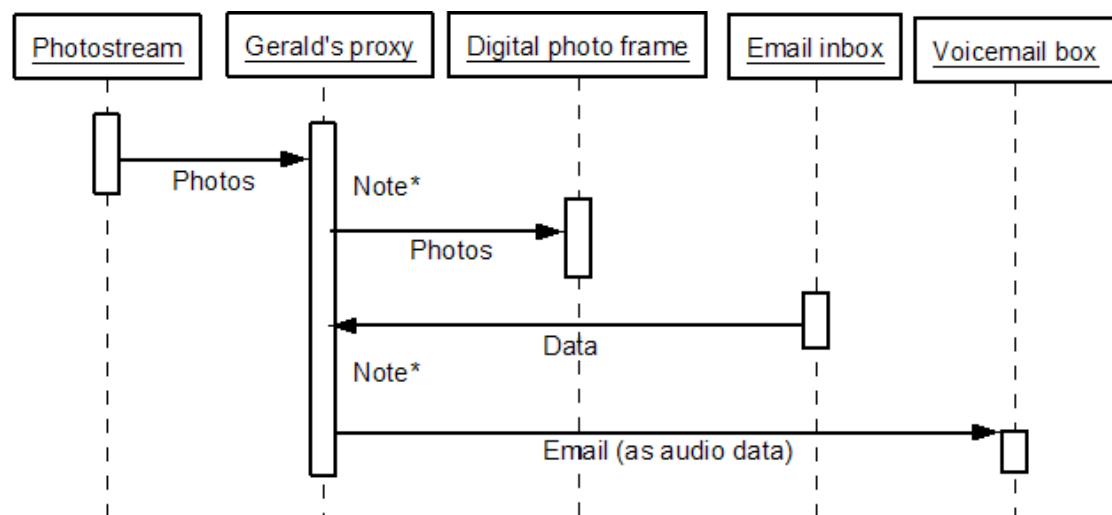 Photostream
Gerald's proxy
Digital photo frame
Email inbox
Voicemail box
Photos
Note*
Photos
Data
Note*
Email (as audio data)